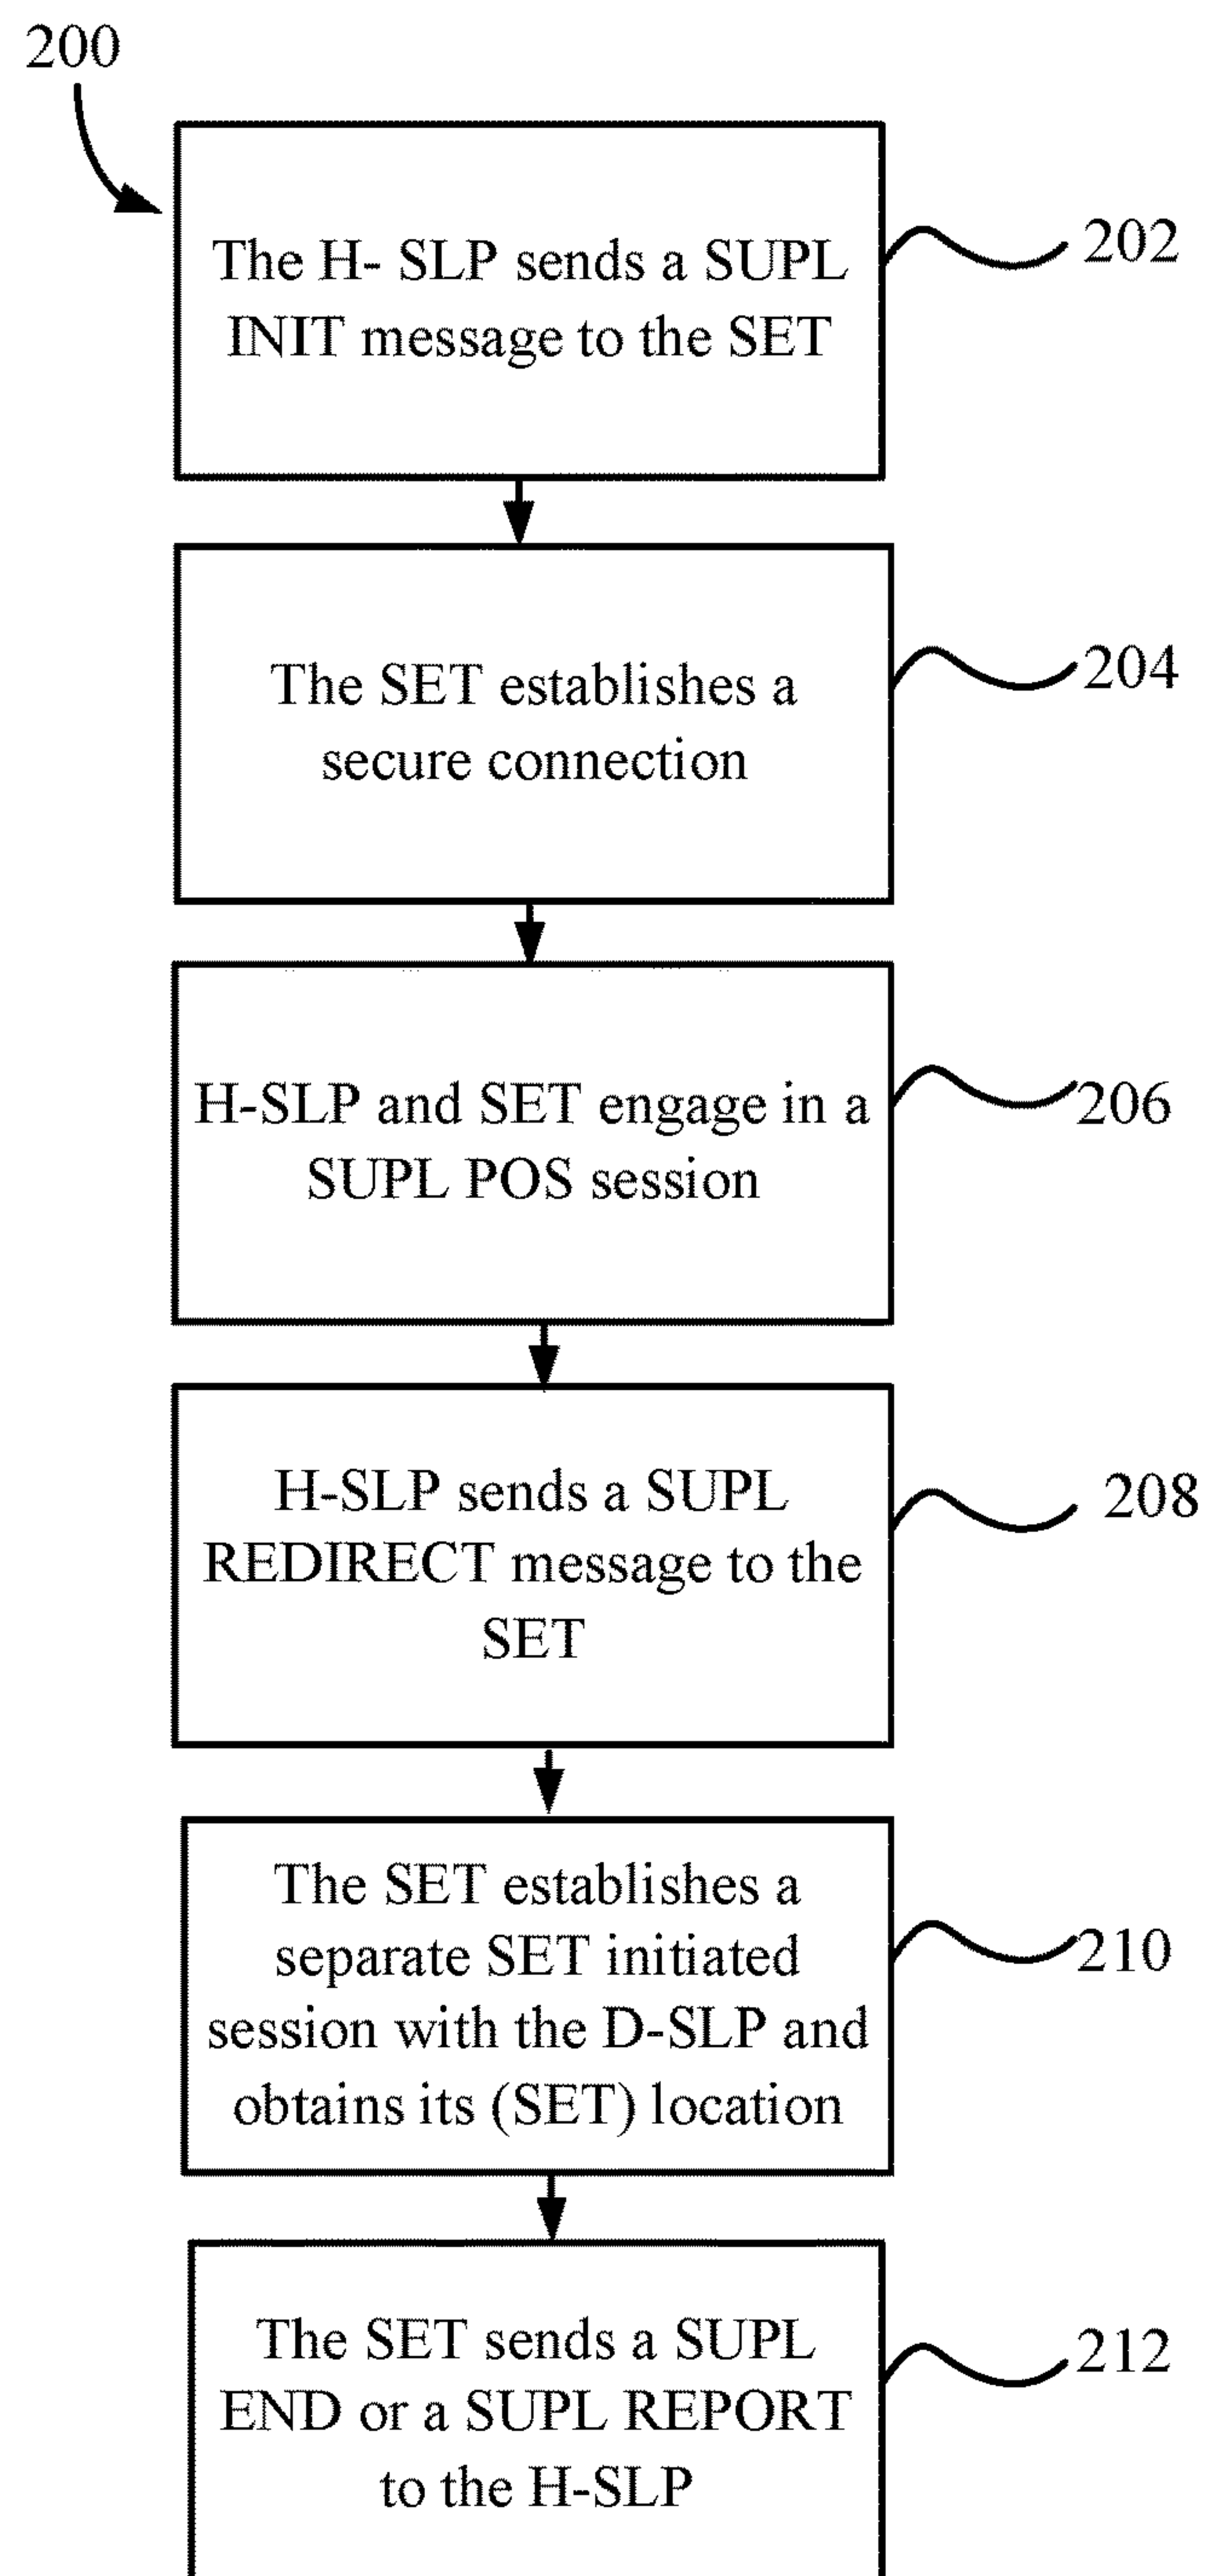 200
The H- SLP sends a SUPL
INIT message to the SET
202
The SET establishes a
secure connection
204
H-SLP and SET engage in a
SUPL POS session
206
H-SLP sends a SUPL
REDIRECT message to the
SET
208
The SET establishes a
separate SET initiated
session with the D-SLP and
obtains its (SET) location
210
The SET sends a SUPL
END or a SUPL REPORT
to the H-SLP
212